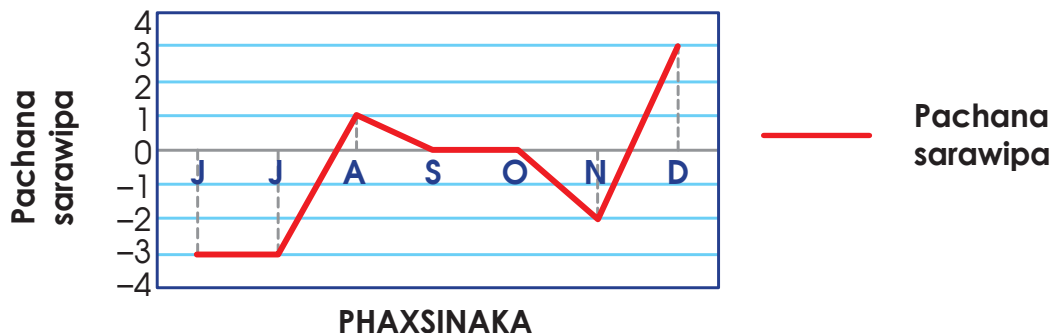 Pachana
sarawipa
4
3
2
1
0
−1
−2
−3
−4
J J A S O N D
PHAXSINAKA
Pachana
sarawipa